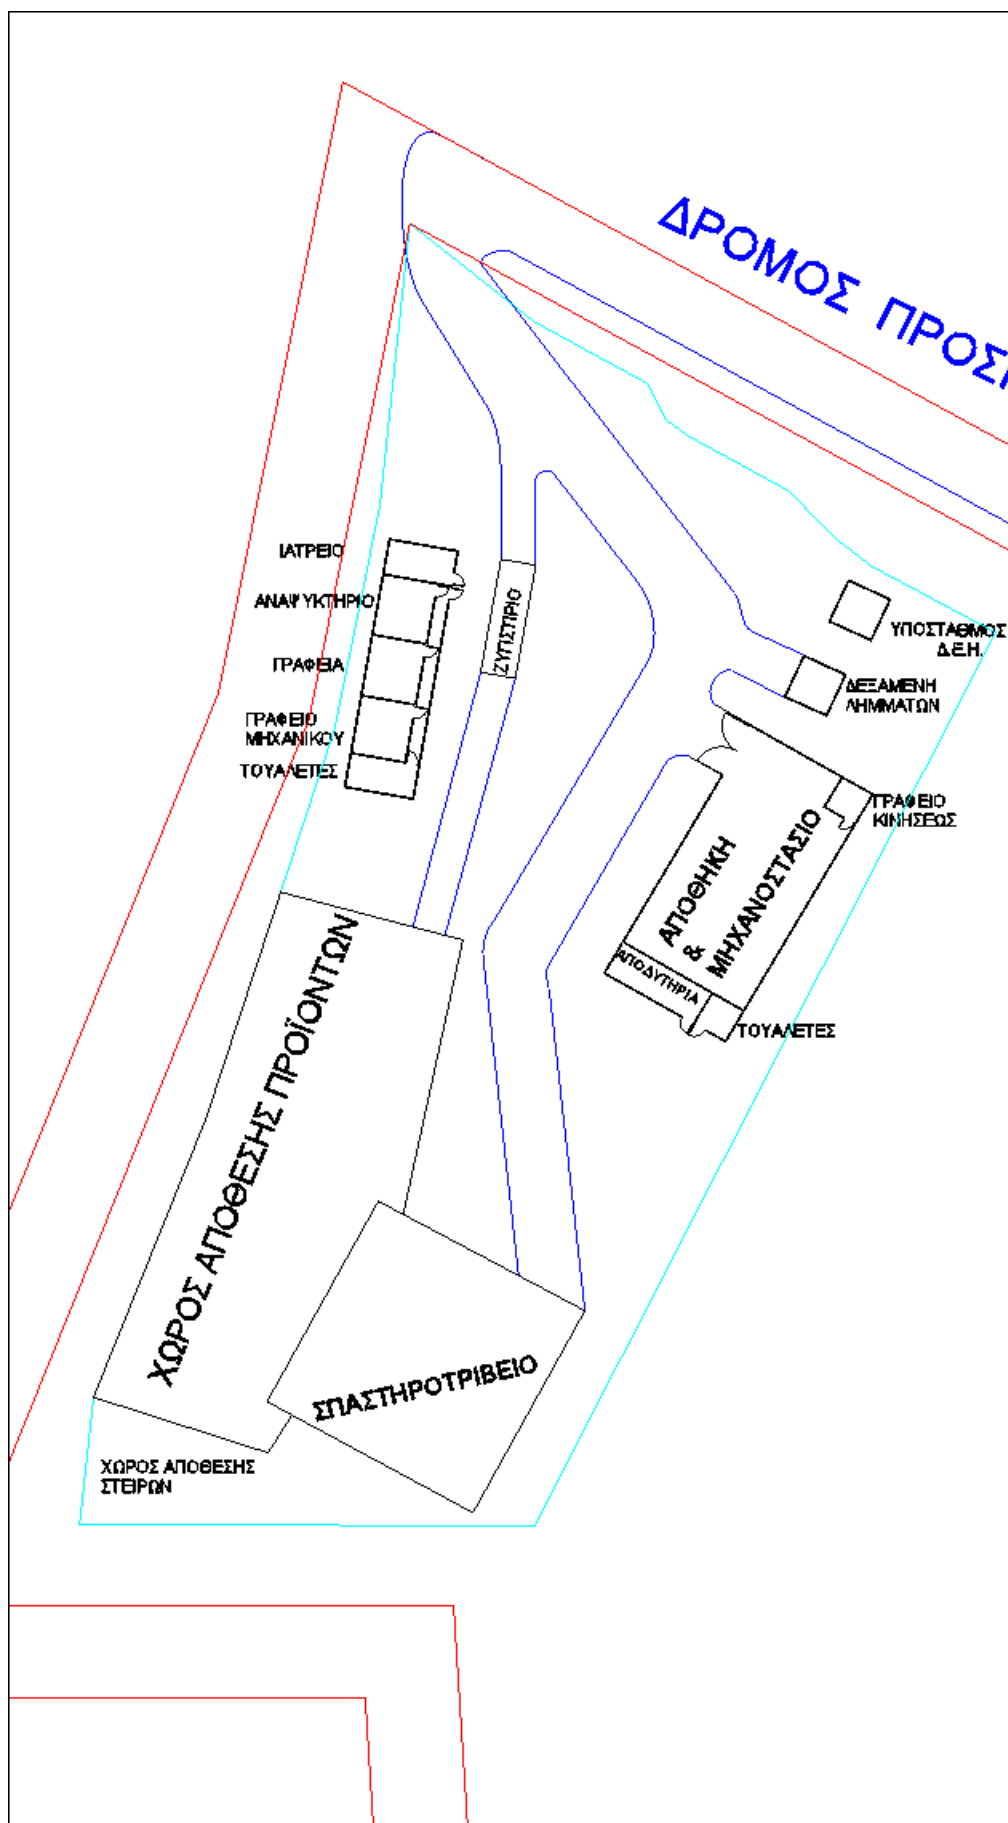 ΔΡΟΜΟΣ ΠΡΟΣ
ΙΑΤΡΕΙΟ
ΑΝΑΨΥΚΤΗΡΙΟ
ΓΡΑΦΕΙΑ
ΓΡΑΦΕΙΟ
ΜΗΧΑΝΙΚΟΥ
ΤΟΥΑΛΕΤΕΣ
ΖΥΓΙΣΤΙΡΙΟ
ΥΠΟΣΤΑΘΜΟΣ
Δ.Ε.Η.
ΔΕΞΑΜΕΝΗ
ΛΗΜΜΑΤΩΝ
ΓΡΑΦΕΙΟ
ΚΙΝΗΣΕΩΣ
ΑΠΟΘΗΚΗ
&
ΜΗΧΑΝΟΣΤΑΣΙΟ
ΑΠΟΔΥΤΗΡΙΑ
ΤΟΥΑΛΕΤΕΣ
ΧΩΡΟΣ ΑΠΟΘΕΣΗΣ ΠΡΟΪΟΝΤΩΝ
ΣΠΑΣΤΗΡΟΤΡΙΒΕΙΟ
ΧΩΡΟΣ ΑΠΟΘΕΣΗΣ
ΣΤΕΙΡΩΝ